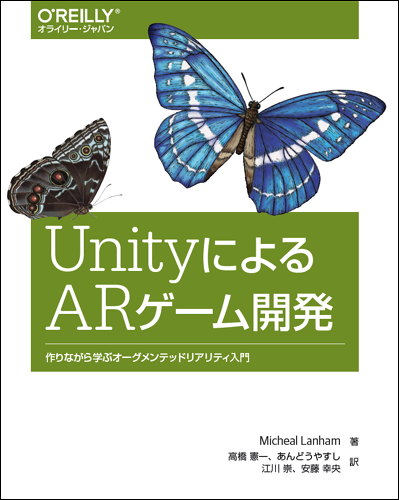 O'REILLY®
オライリー・ジャパン
Unityによる
ARゲーム開発
作りながら学ぶオーグメンテッドリアリティ入門
Micheal Lanham 著
高橋 憲一、あんどうやすし
江川 崇、安藤 幸央 訳